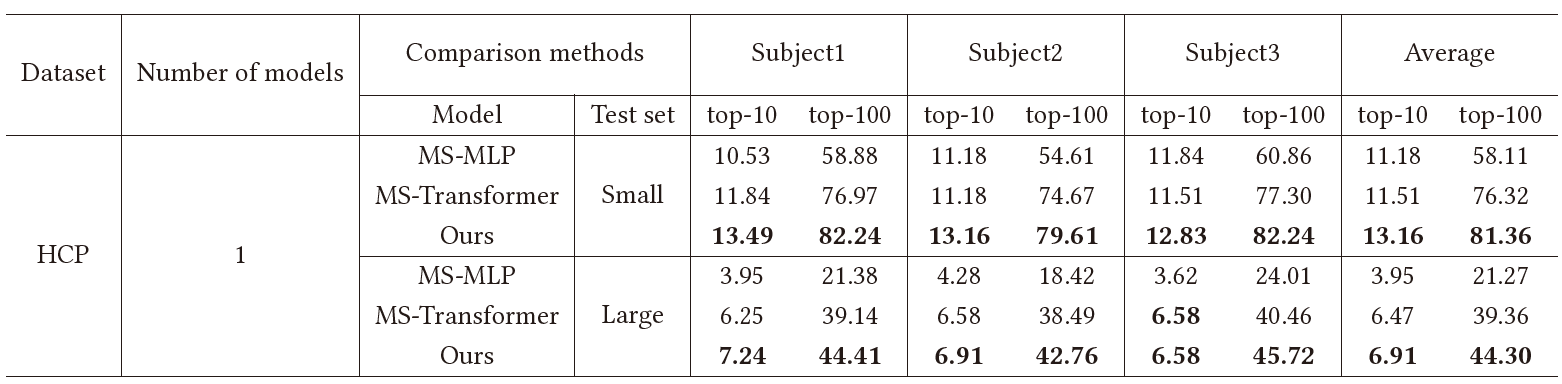 Dataset Number of models Comparison methods Subject1 Subject2 Subject3 Average
Model Test set top-10 top-100 top-10 top-100 top-10 top-100 top-10 top-100
HCP 1 MS-MLP Small 10.53 58.88 11.18 54.61 11.84 60.86 11.18 58.11
MS-Transformer 11.84 76.97 11.18 74.67 11.51 77.30 11.51 76.32
Ours 13.49 82.24 13.16 79.61 12.83 82.24 13.16 81.36
MS-MLP Large 3.95 21.38 4.28 18.42 3.62 24.01 3.95 21.27
MS-Transformer 6.25 39.14 6.58 38.49 6.58 40.46 6.47 39.36
Ours 7.24 44.41 6.91 42.76 6.58 45.72 6.91 44.30